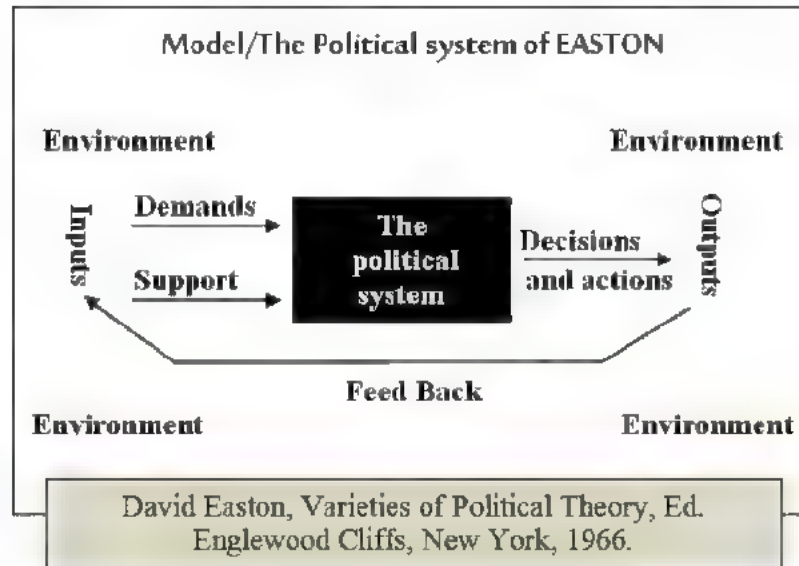 Model/The Political system of EASTON
Environment
Environment
Inputs
Demands
Support
The
political
system
Decisions
and actions
Outputs
Feed Back
Environment
Environment
David Easton, Varieties of Political Theory, Ed.
Englewood Cliffs, New York, 1966.